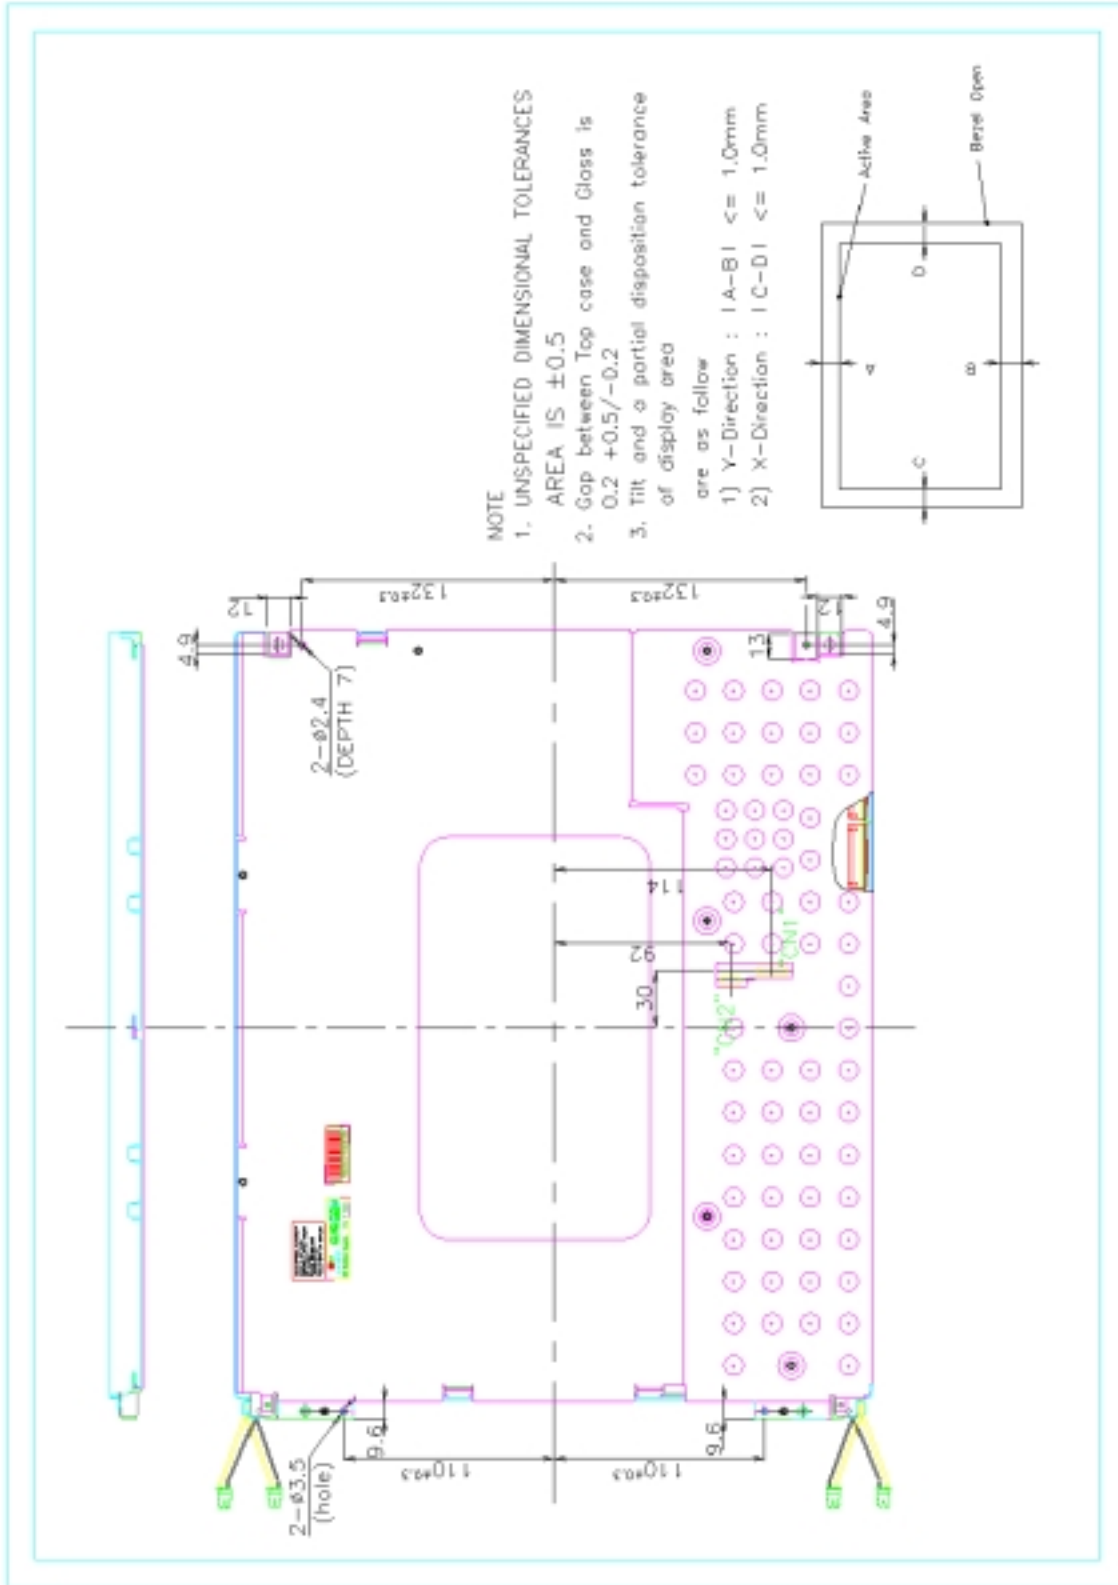 NOTE
1. UNSPECIFIED DIMENSIONAL TOLERANCES
AREA IS ±0.5
2. Gap between Top case and Glass is
0.2 +0.5/-0.2
3. Tilt and a partial disposition tolerance
of display area
are as follow
1) Y-Direction : |A-B| <= 1.0mm
2) X-Direction : |C-D| <= 1.0mm
Active Area
Bezel Open
A
B
C
D
4.9
12
132±0.3
132±0.3
12
4.9
13
2-ø2.4
(DEPTH 7)
114
92
30
"CN1"
"CN2"
2-ø3.5
(hole)
9.6
9.6
110±0.3
110±0.3